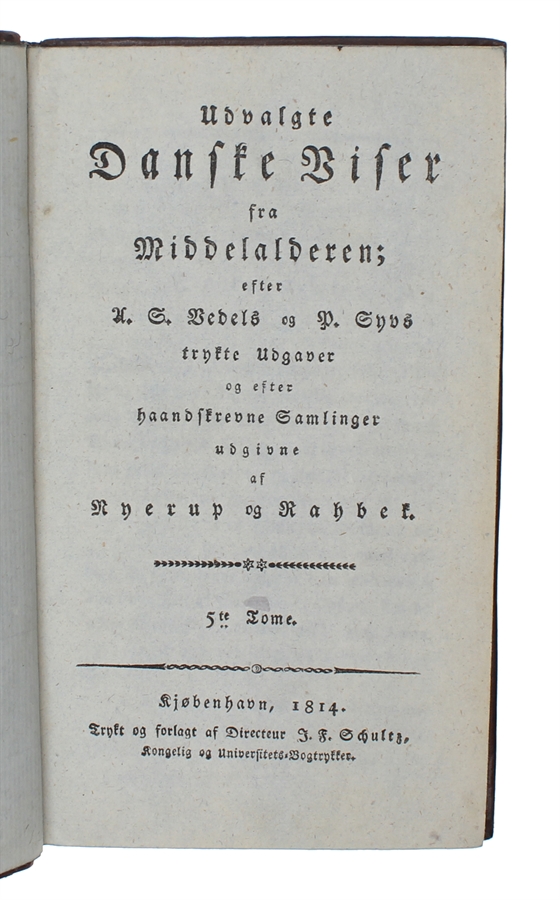 Udvalgte
Danske Viser
fra
Middelalderen;
efter
A. S. Vedels og P. Syvs
trykte Udgaver
og efter
haandskrevne Samlinger
udgivne
af
Nyerup og Rahbek.
5te Tome.
Kjøbenhavn, 1814.
Trykt og forlagt af Directeur J. F. Schultz,
Kongelig og Universitets-Bogtrykker.